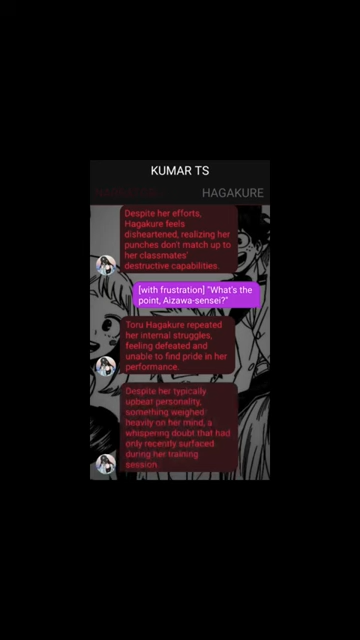 KUMAR TS
HAGAKURE
Despite her efforts,
Hagakure feels
disheartened, realizing her
punches don't match up to
her classmates'
destructive capabilities.
[with frustration] "What's the
point, Aizawa-sensei?"
Toru Hagakure repeated
her internal struggles,
feeling defeated and
unable to find pride in her
performance.
Despite her typically
upbeat personality,
something weighed
heavily on her mind, a
whispering doubt that had
only recently surfaced
during her training
session.